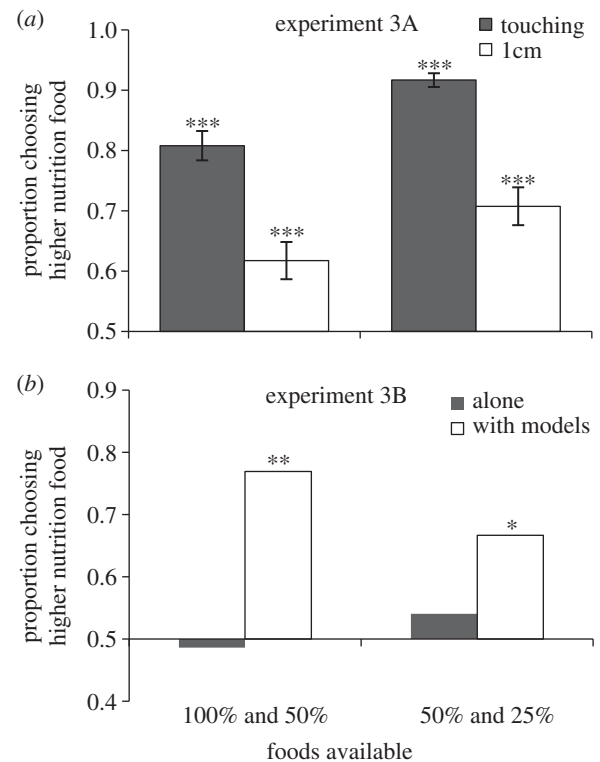 (a)
experiment 3A
touching
1cm
proportion choosing
higher nutrition food
1.0
0.9
0.8
0.7
0.6
0.5
***
***
***
***
(b)
experiment 3B
alone
with models
proportion choosing
higher nutrition food
0.9
0.8
0.7
0.6
0.5
0.4
**
*
100% and 50%
50% and 25%
foods available